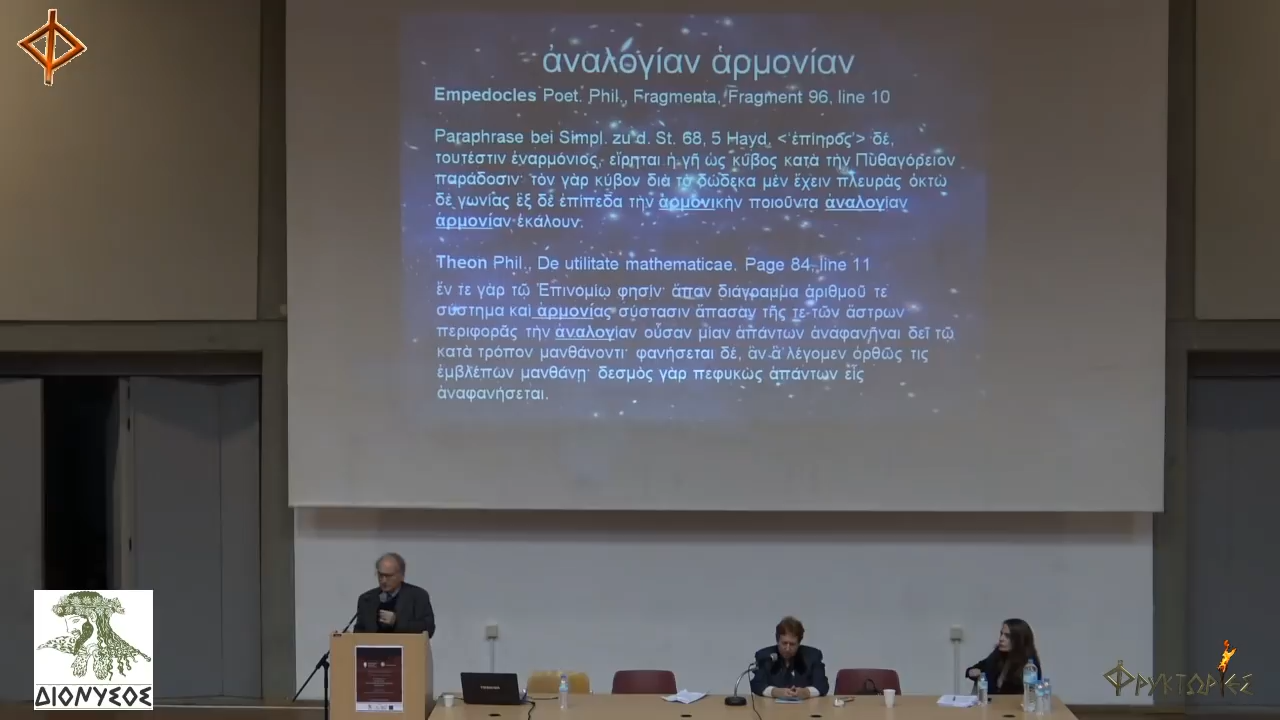 ἀναλογίαν ἁρμονίαν
Empedocles Poet. Phil., Fragmenta, Fragment 96, line 10
Paraphrase bei Simpl. zu d. St. 68, 5 Hayd. <'ἐπίηρος'> δέ,
τουτέστιν ἐναρμόνιος, εἴρηται ἡ γῆ ὡς κύβος κατὰ τὴν Πυθαγόρειον
παράδοσιν· τὸν γὰρ κύβον διὰ τὸ δώδεκα μὲν ἔχειν πλευρὰς ὀκτὼ
δὲ γωνίας ἓξ δὲ ἐπίπεδα τὴν ἁρμονικὴν ποιοῦντα ἀναλογίαν
ἁρμονίαν ἐκάλουν.
Theon Phil., De utilitate mathematicae. Page 84, line 11
ἔν τε γὰρ τῷ Ἐπινομίῳ φησίν· ἅπαν διάγραμμα ἀριθμοῦ τε
σύστημα καὶ ἁρμονίας σύστασιν ἅπασαν τῆς τε τῶν ἄστρων
περιφορᾶς τὴν ἀναλογίαν οὖσαν μίαν ἁπάντων ἀναφανῆναι δεῖ τῷ
κατὰ τρόπον μανθάνοντι· φανήσεται δέ, ἂν ἃ λέγομεν ὀρθῶς τις
ἐμβλέπων μανθάνῃ· δεσμὸς γὰρ πεφυκὼς ἁπάντων εἷς
ἀναφανήσεται.
ΔΙΟΝΥΣΟΣ
ΦΡΥΚΤΩΡΙΕΣ